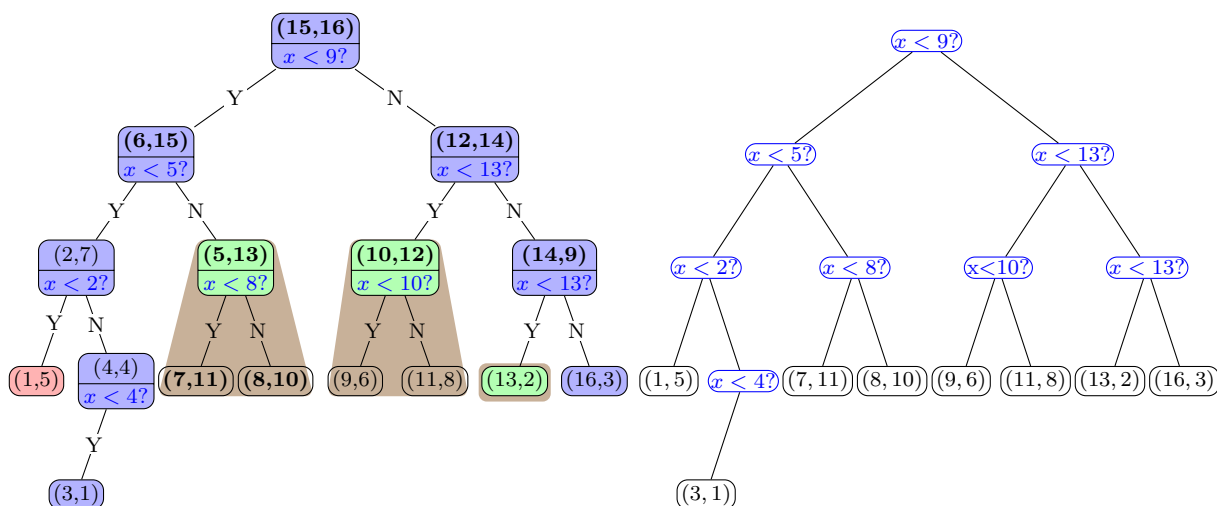 (15,16)
x < 9?
Y
N
(6,15)
x < 5?
(12,14)
x < 13?
Y
N
Y
N
(2,7)
x < 2?
(5,13)
x < 8?
(10,12)
x < 10?
(14,9)
x < 13?
Y
N
Y
N
Y
N
Y
N
(1,5)
(4,4)
x < 4?
(7,11)
(8,10)
(9,6)
(11,8)
(13,2)
(16,3)
Y
(3,1)
x < 9?
x < 5?
x < 13?
x < 2?
x < 8?
x<10?
x < 13?
(1, 5)
x < 4?
(7, 11)
(8, 10)
(9, 6)
(11, 8)
(13, 2)
(16, 3)
(3, 1)